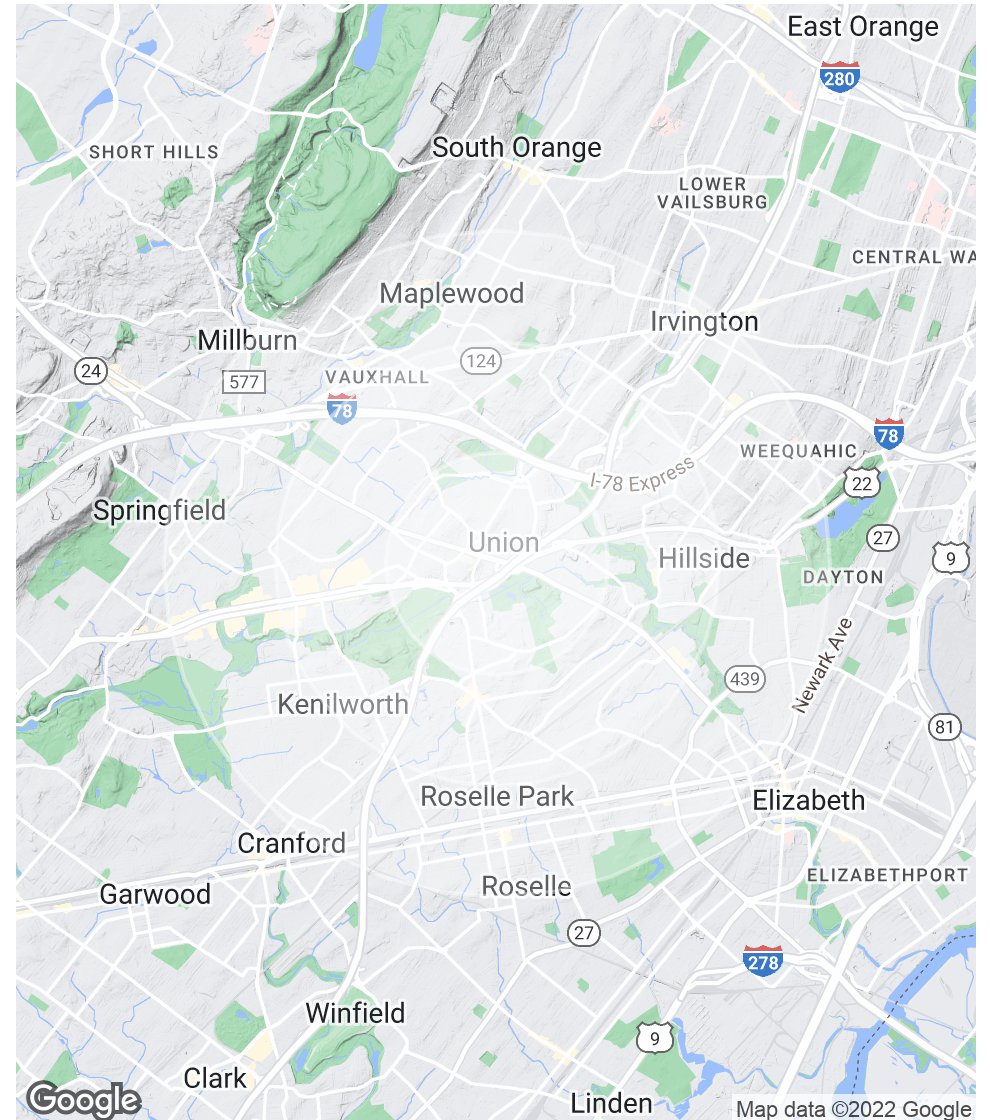 East Orange
280
SHORT HILLS
South Orange
LOWER
VAILSBURG
CENTRAL WA
Maplewood
Irvington
Millburn
124
24
577
VAUXHALL
78
78
WEEQUAHIC
I-78 Express
22
Springfield
Union
27
Hillside
9
DAYTON
Newark Ave
439
Kenilworth
81
Roselle Park
Elizabeth
Cranford
ELIZABETHPORT
Garwood
Roselle
27
278
Winfield
9
Clark
Linden
Google
Map data ©2022 Google